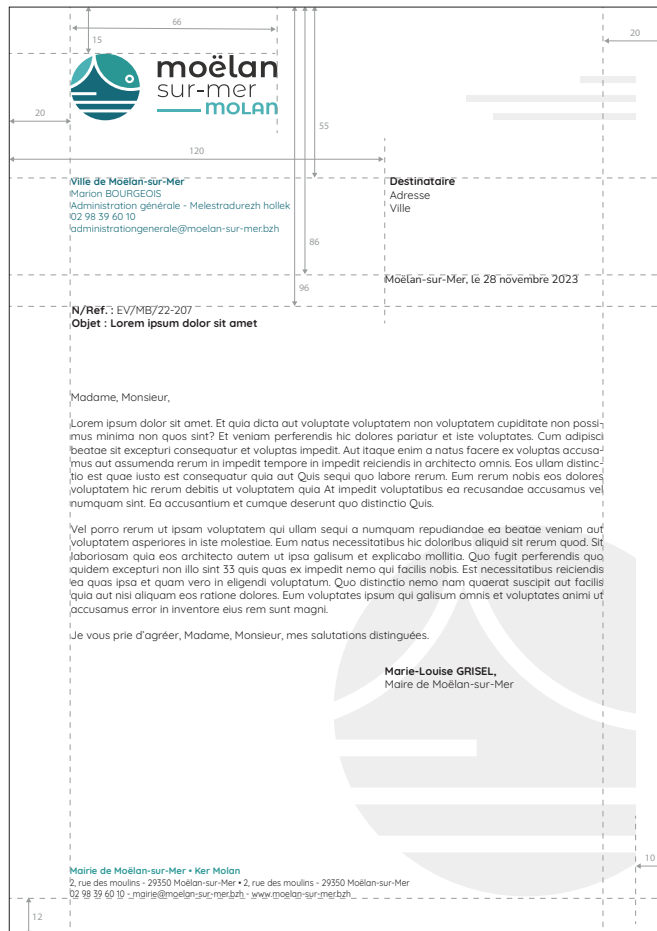 66
15
20
moëlan
sur-mer
MOLAN
20
55
120
Ville de Moëlan-sur-Mer
Marion BOURGEOIS
Administration générale - Melestradurezh hollek
02 98 39 60 10
administrationgenerale@moelan-sur-mer.bzh
Destinataire
Adresse
Ville
86
Moëlan-sur-Mer, le 28 novembre 2023
96
N/Ref. : EV/MB/22-207
Objet : Lorem ipsum dolor sit amet
Madame, Monsieur,
Lorem ipsum dolor sit amet. Et quia dicta aut voluptate voluptatem non voluptatem cupiditate non possi-
mus minima non quos sint? Et veniam perferendis hic dolores pariatur et iste voluptates. Cum adipisci
beatae sit excepturi consequatur et voluptas impedit. Aut itaque enim a natus facere ex voluptas accusa-
mus aut assumenda rerum in impedit tempore in impedit reiciendis in architecto omnis. Eos ullam distinc-
tio est quae iusto est consequatur quia aut Quis sequi quo labore rerum. Eum rerum nobis eos dolores
voluptatem hic rerum debitis ut voluptatem quia At impedit voluptatibus ea recusandae accusamus vel
numquam sint. Ea accusantium et cumque deserunt quo distinctio Quis.
Vel porro rerum ut ipsam voluptatem qui ullam sequi a numquam repudiandae ea beatae veniam aut
voluptatem asperiores in iste molestiae. Eum natus necessitatibus hic doloribus aliquid sit rerum quod. Sit
laboriosam quia eos architecto autem ut ipsa galisum et explicabo mollitia. Quo fugit perferendis quo
quidem excepturi non illo sint 33 quis quas ex impedit nemo qui facilis nobis. Est necessitatibus reiciendis
ea quas ipsa et quam vero in eligendi voluptatum. Quo distinctio nemo nam quaerat suscipit aut facilis
quia aut nisi aliquam eos ratione dolores. Eum voluptates ipsum qui galisum omnis et voluptates animi ut
accusamus error in inventore eius rem sunt magni.
Je vous prie d'agréer, Madame, Monsieur, mes salutations distinguées.
Marie-Louise GRISEL,
Maire de Moëlan-sur-Mer
10
Mairie de Moëlan-sur-Mer • Ker Molan
2, rue des moulins - 29350 Moëlan-sur-Mer • 2, rue des moulins - 29350 Moëlan-sur-Mer
02 98 39 60 10 - mairie@moelan-sur-mer.bzh - www.moelan-sur-mer.bzh
12